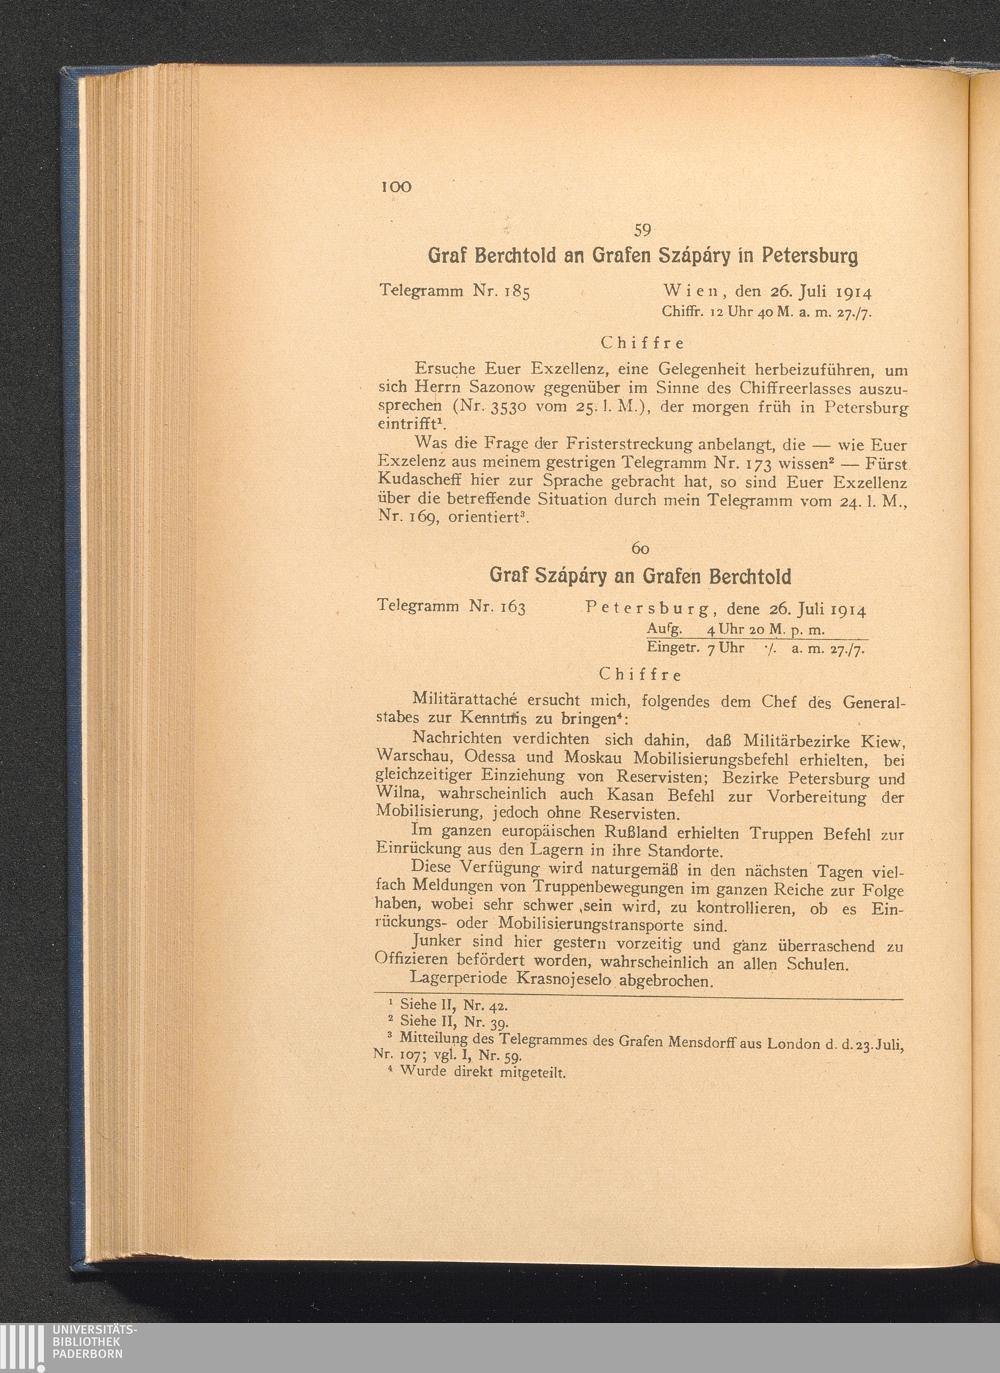 100
59
Graf Berchtold an Grafen Szápáry in Petersburg
Telegramm Nr. 185 Wien, den 26. Juli 1914
Chiffr. 12 Uhr 40 M. a. m. 27./7.
Chiffre
Ersuche Euer Exzellenz, eine Gelegenheit herbeizuführen, um
sich Herrn Sazonow gegenüber im Sinne des Chiffreerlasses auszu-
sprechen (Nr. 3530 vom 25. l. M.), der morgen früh in Petersburg
eintrifft¹.
Was die Frage der Fristerstreckung anbelangt, die — wie Euer
Exzelenz aus meinem gestrigen Telegramm Nr. 173 wissen² — Fürst
Kudascheff hier zur Sprache gebracht hat, so sind Euer Exzellenz
über die betreffende Situation durch mein Telegramm vom 24. l. M.,
Nr. 169, orientiert³.
60
Graf Szápáry an Grafen Berchtold
Telegramm Nr. 163 Petersburg, dene 26. Juli 1914
Aufg. 4 Uhr 20 M. p. m.
Eingetr. 7 Uhr ·/. a. m. 27./7.
Chiffre
Militärattaché ersucht mich, folgendes dem Chef des General-
stabes zur Kenntnis zu bringen⁴:
Nachrichten verdichten sich dahin, daß Militärbezirke Kiew,
Warschau, Odessa und Moskau Mobilisierungsbefehl erhielten, bei
gleichzeitiger Einziehung von Reservisten; Bezirke Petersburg und
Wilna, wahrscheinlich auch Kasan Befehl zur Vorbereitung der
Mobilisierung, jedoch ohne Reservisten.
Im ganzen europäischen Rußland erhielten Truppen Befehl zur
Einrückung aus den Lagern in ihre Standorte.
Diese Verfügung wird naturgemäß in den nächsten Tagen viel-
fach Meldungen von Truppenbewegungen im ganzen Reiche zur Folge
haben, wobei sehr schwer sein wird, zu kontrollieren, ob es Ein-
rückungs- oder Mobilisierungstransporte sind.
Junker sind hier gestern vorzeitig und ganz überraschend zu
Offizieren befördert worden, wahrscheinlich an allen Schulen.
Lagerperiode Krasnojeselo abgebrochen.
¹ Siehe II, Nr. 42.
² Siehe II, Nr. 39.
³ Mitteilung des Telegrammes des Grafen Mensdorff aus London d. d. 23. Juli,
Nr. 107; vgl. I, Nr. 59.
⁴ Wurde direkt mitgeteilt.
UNIVERSITÄTS-
BIBLIOTHEK
PADERBORN